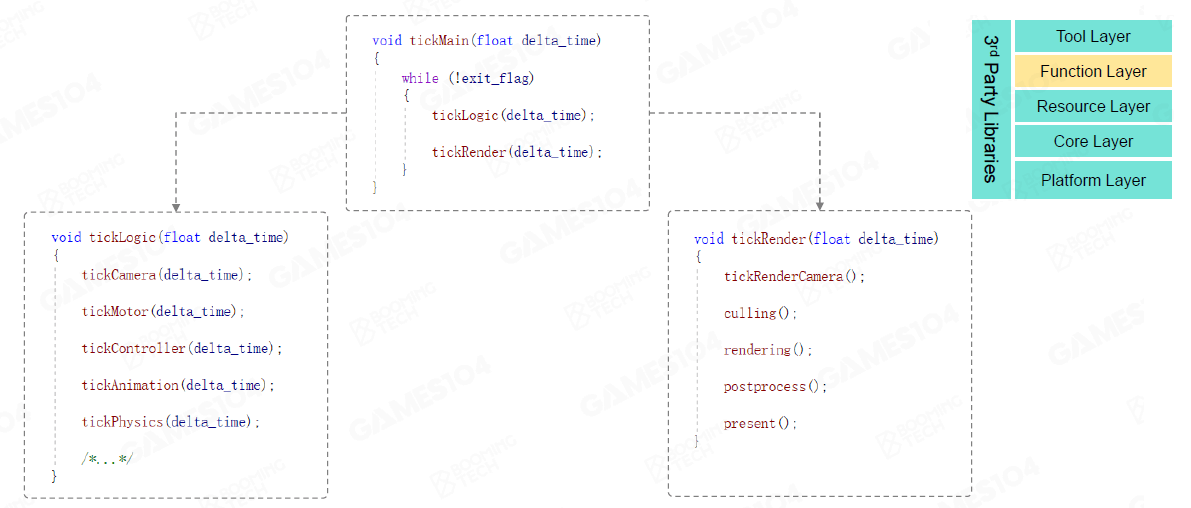 void tickMain(float delta_time)
{
while (!exit_flag)
{
tickLogic(delta_time);
tickRender(delta_time);
}
}
void tickLogic(float delta_time)
{
tickCamera(delta_time);
tickMotor(delta_time);
tickController(delta_time);
tickAnimation(delta_time);
tickPhysics(delta_time);
/*...*/
}
void tickRender(float delta_time)
{
tickRenderCamera();
culling();
rendering();
postprocess();
present();
}
3rd Party Libraries
Tool Layer
Function Layer
Resource Layer
Core Layer
Platform Layer
GAMES104
BOOMING
TECH